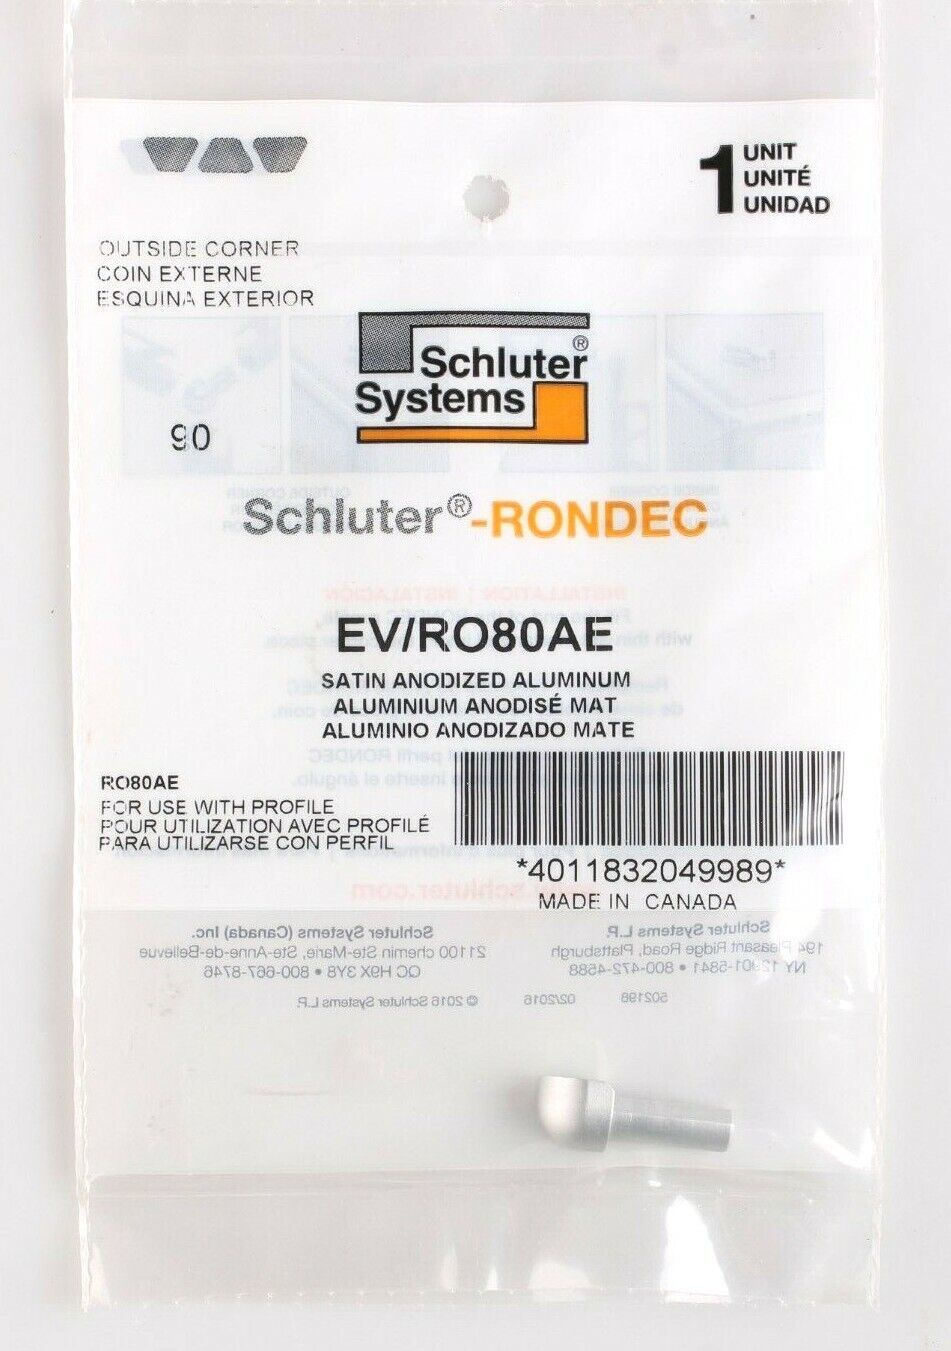 1 UNIT
UNITÉ
UNIDAD
OUTSIDE CORNER
COIN EXTERNE
ESQUINA EXTERIOR
Schluter®
Systems
90
Schluter®-RONDEC
EV/RO80AE
SATIN ANODIZED ALUMINUM
ALUMINIUM ANODISÉ MAT
ALUMINIO ANODIZADO MATE
RO80AE
FOR USE WITH PROFILE
POUR UTILIZATION AVEC PROFILÉ
PARA UTILIZARSE CON PERFIL
*4011832049989*
MADE IN CANADA
www.schluter.com
Schluter Systems L.P.
194 Pleasant Ridge Road, Plattsburgh
NY 12901-5841 • 800-472-4588
Schluter Systems (Canada) Inc.
21100 chemin Ste-Marie, Ste-Anne-de-Bellevue
QC H9X 3Y8 • 800-667-8746
502198 02/2016 © 2016 Schluter Systems L.P.